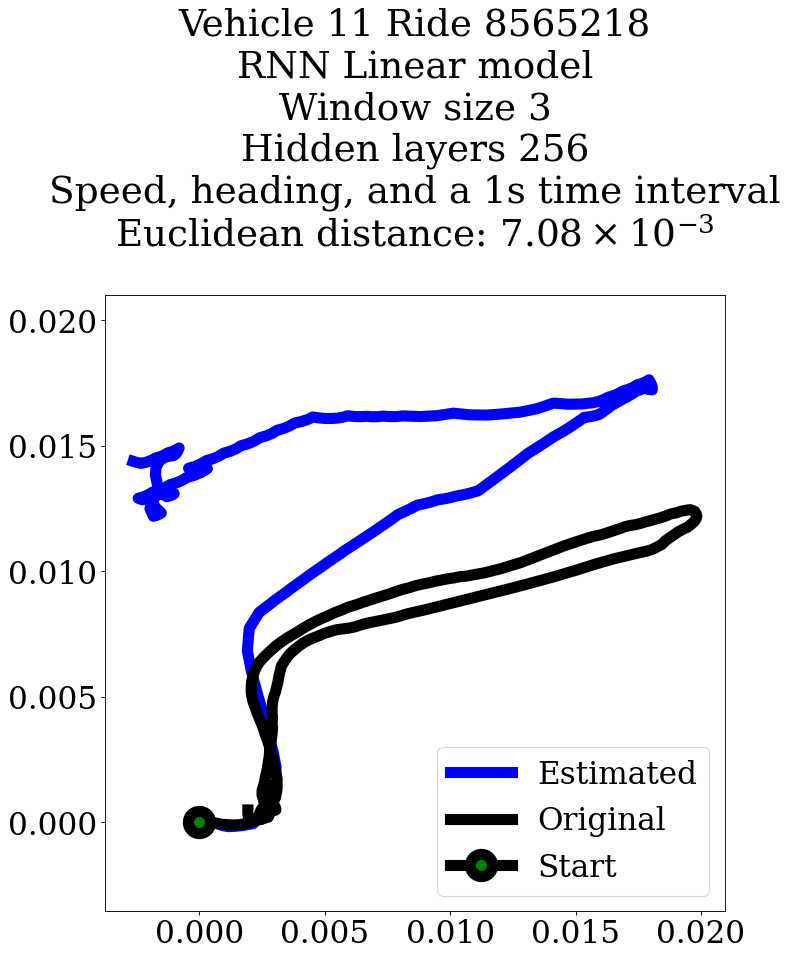 Vehicle 11 Ride 8565218
RNN Linear model
Window size 3
Hidden layers 256
Speed, heading, and a 1s time interval
Euclidean distance: 7.08 × 10⁻³
0.020
0.015
0.010
0.005
0.000
Estimated
Original
Start
0.000 0.005 0.010 0.015 0.020